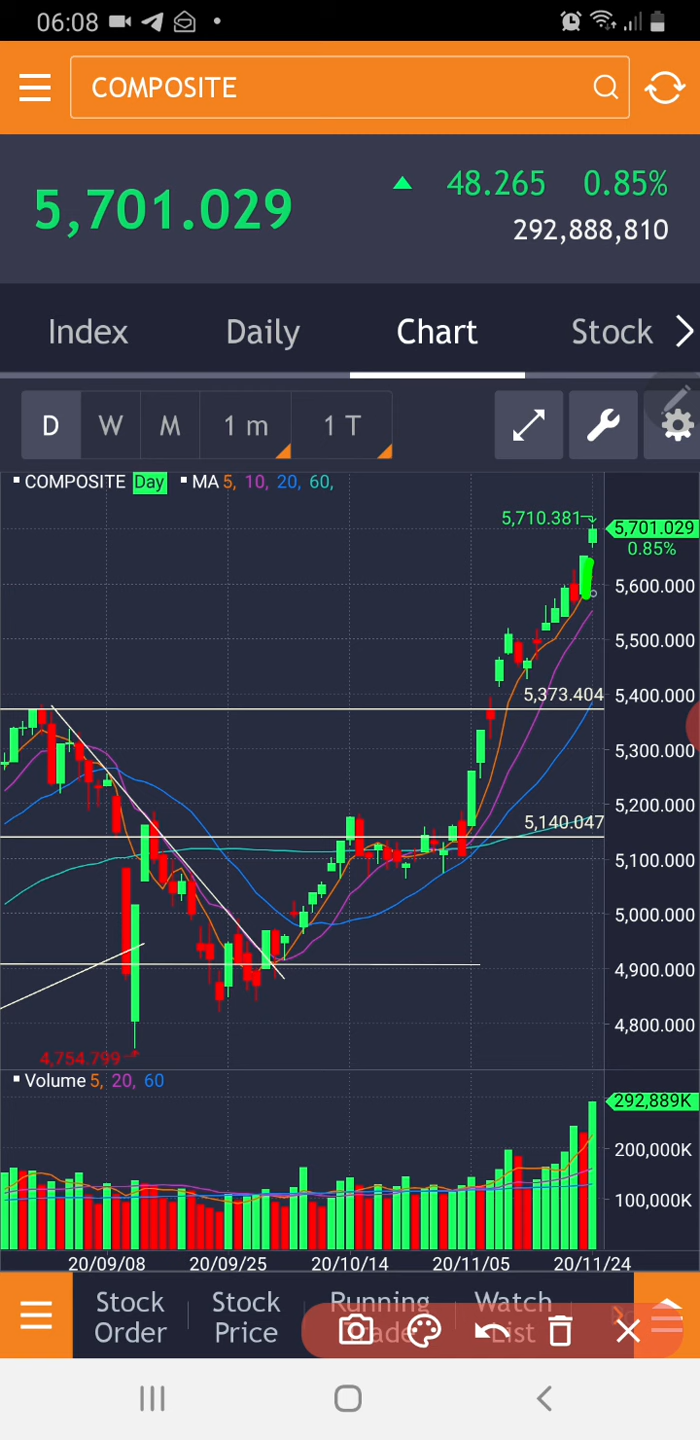 06:08
COMPOSITE
5,701.029
48.265 0.85%
292,888,810
Index Daily Chart Stock
D W M 1 m 1 T
COMPOSITE Day MA 5, 10, 20, 60,
5,710.381
5,701.029
0.85%
5,600.000
5,500.000
5,373.404
5,400.000
5,300.000
5,200.000
5,140.047
5,100.000
5,000.000
4,900.000
4,800.000
4,754.799
Volume 5, 20, 60
292,889K
200,000K
100,000K
20/09/08 20/09/25 20/10/14 20/11/05 20/11/24
Stock Order
Stock Price
Running Trade
Watch List